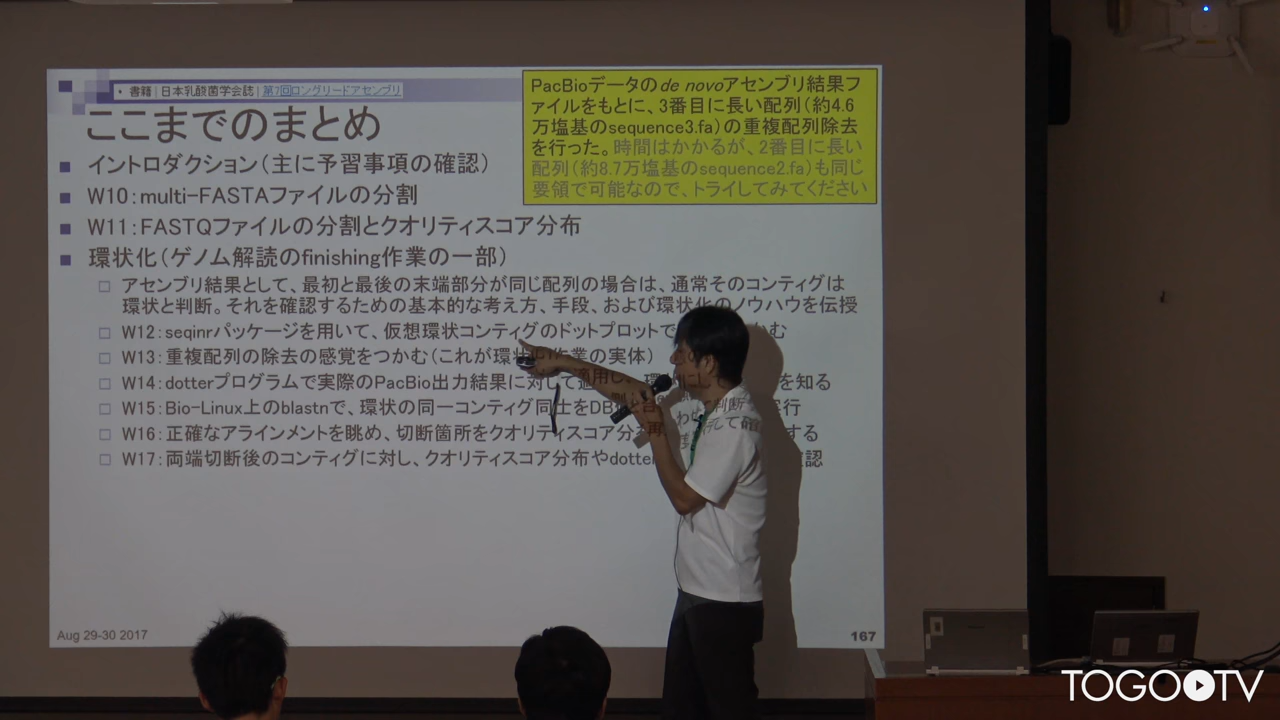 書籍 | 日本乳酸菌学会誌 | 第7回ロングリードアセンブリ
ここまでのまとめ
PacBioデータのde novoアセンブリ結果フ
ァイルをもとに、3番目に長い配列(約4.6
万塩基のsequence3.fa)の重複配列除去
を行った。時間はかかるが、2番目に長い
配列(約8.7万塩基のsequence2.fa)も同じ
要領で可能なので、トライしてみてください
イントロダクション(主に予習事項の確認)
W10:multi-FASTAファイルの分割
W11:FASTQファイルの分割とクオリティスコア分布
環状化(ゲノム解読のfinishing作業の一部)
アセンブリ結果として、最初と最後の末端部分が同じ配列の場合は、通常そのコンティグは
環状と判断。それを確認するための基本的な考え方、手段、および環状化のノウハウを伝授
W12:seqinrパッケージを用いて、仮想環状コンティグのドットプロットで
かむ
W13:重複配列の除去の感覚をつかむ(これが環状化作業の実体)
W14:dotterプログラムで実際のPacBio出力結果に対して適用し、
を知る
W15:Bio-Linux上のblastnで、環状の同一コンティグ同士をDB
行
W16:正確なアラインメントを眺め、切断箇所をクオリティスコア分
する
W17:両端切断後のコンティグに対し、クオリティスコア分布やdotter
認
Aug 29-30 2017
167
TOGO TV